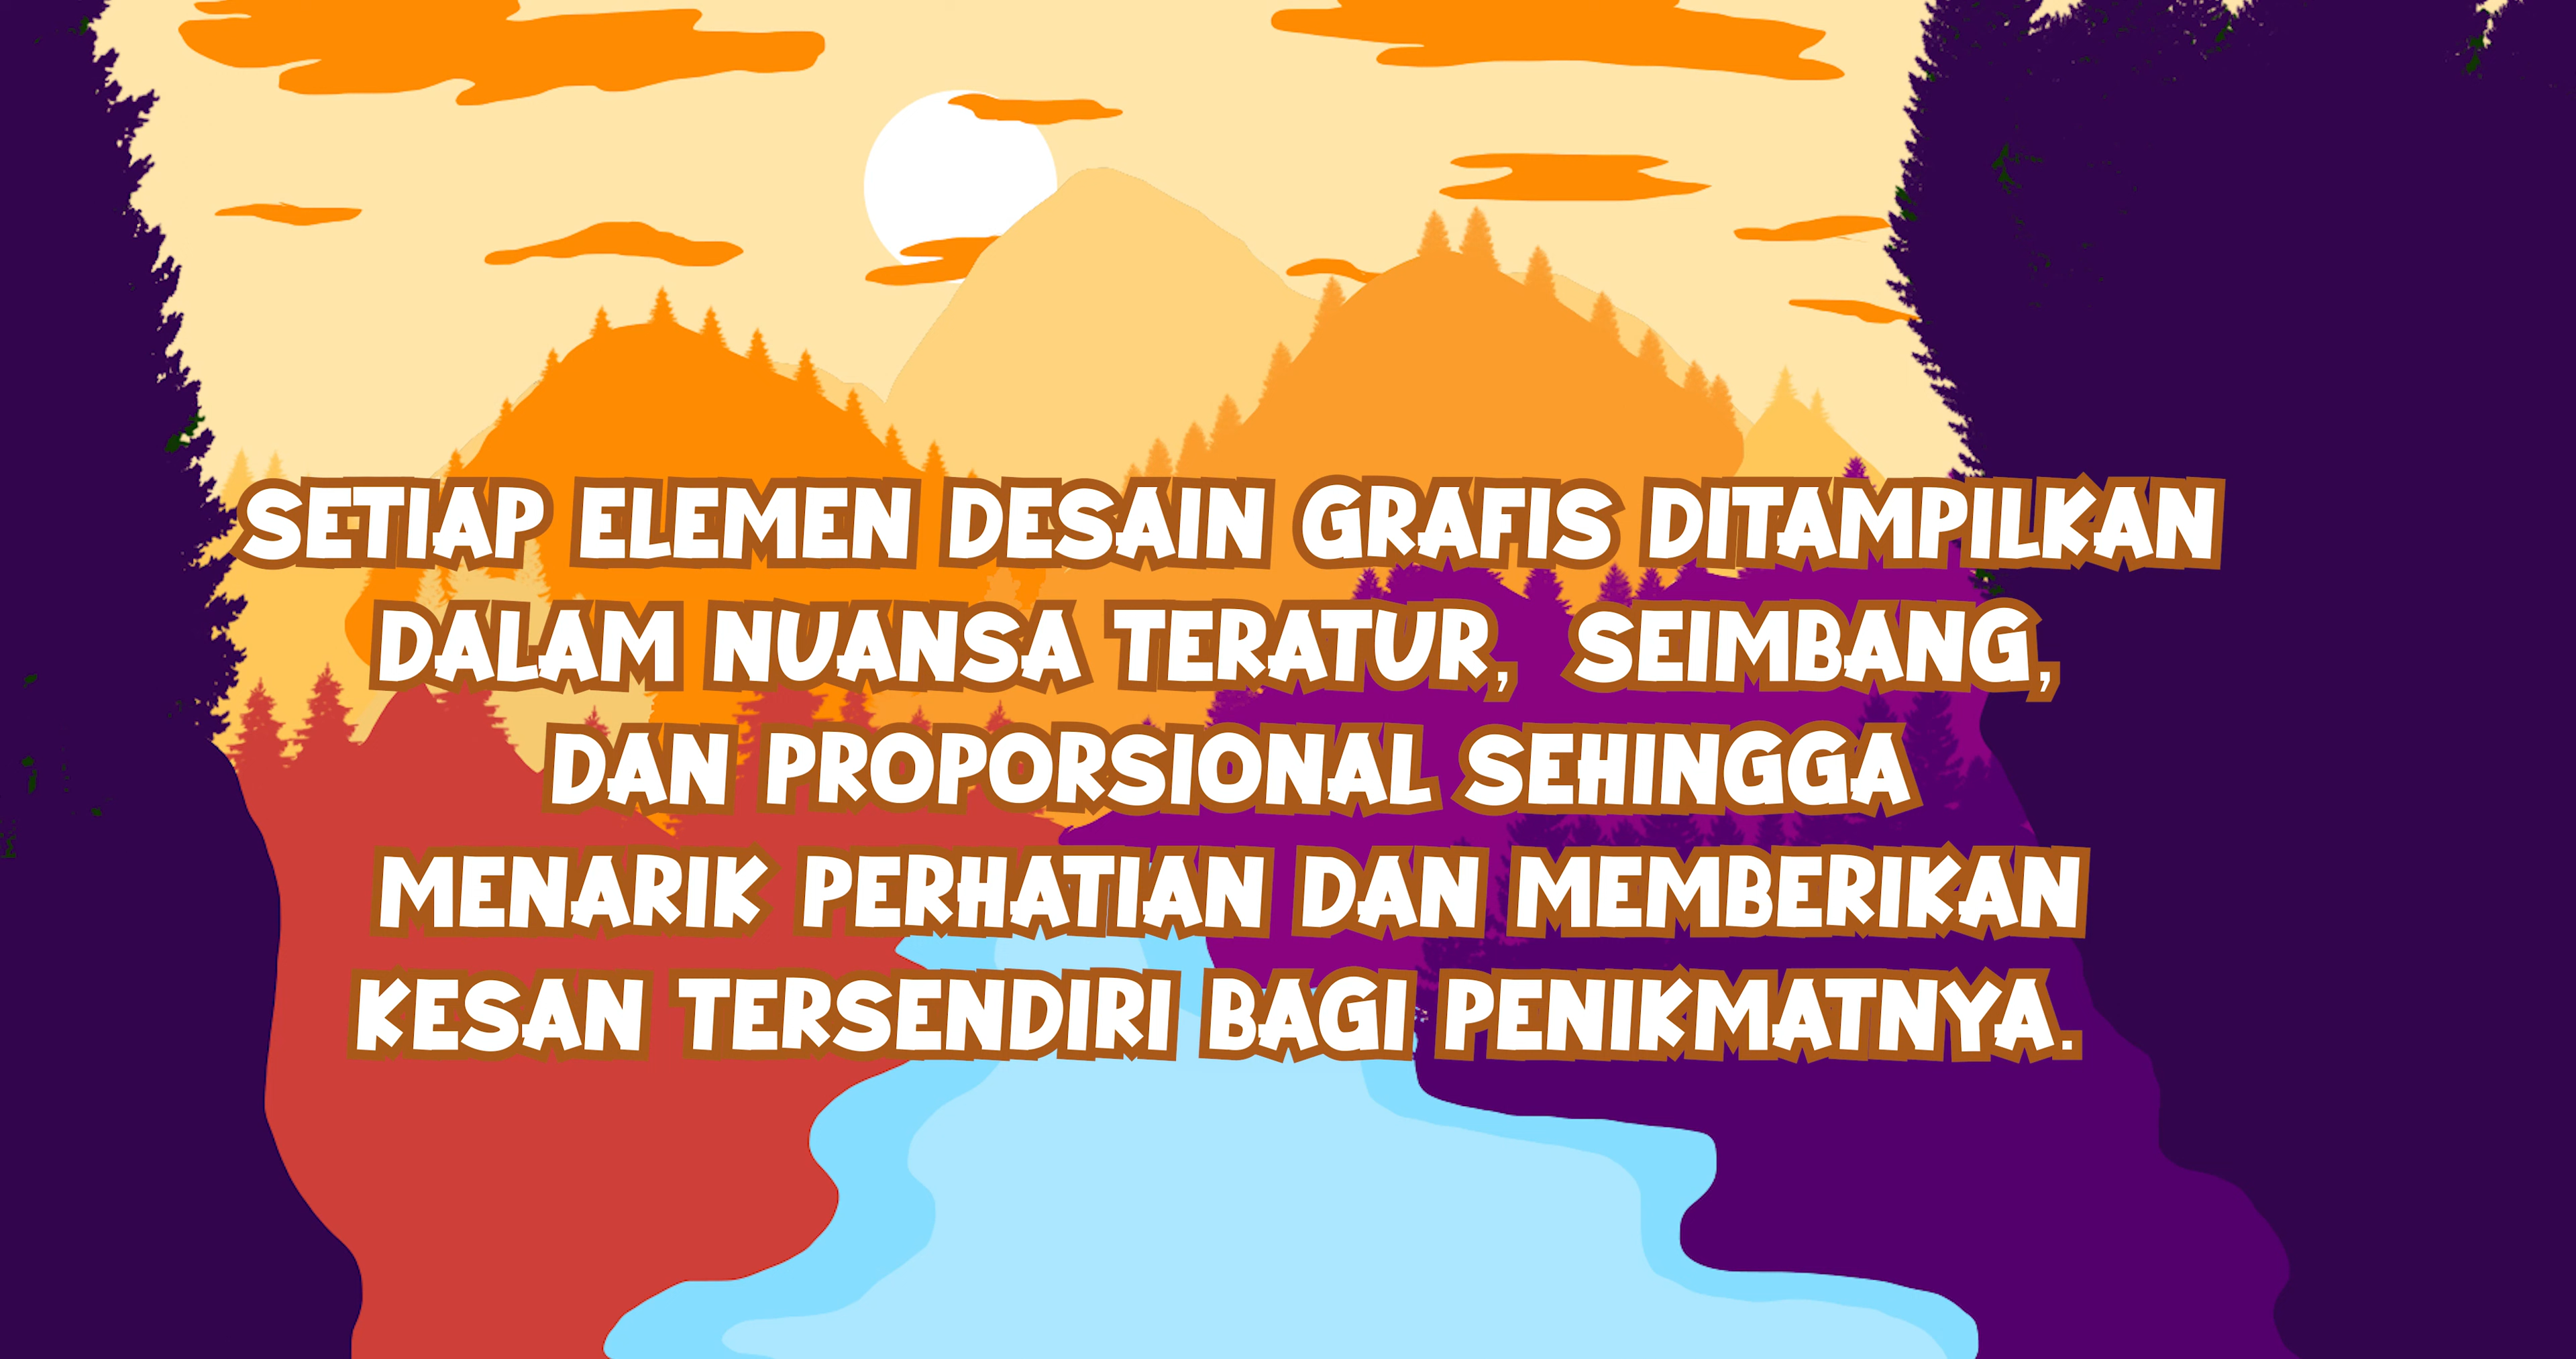 SETIAP ELEMEN DESAIN GRAFIS DITAMPILKAN
DALAM NUANSA TERATUR, SEIMBANG,
DAN PROPORSIONAL SEHINGGA
MENARIK PERHATIAN DAN MEMBERIKAN
KESAN TERSENDIRI BAGI PENIKMATNYA.